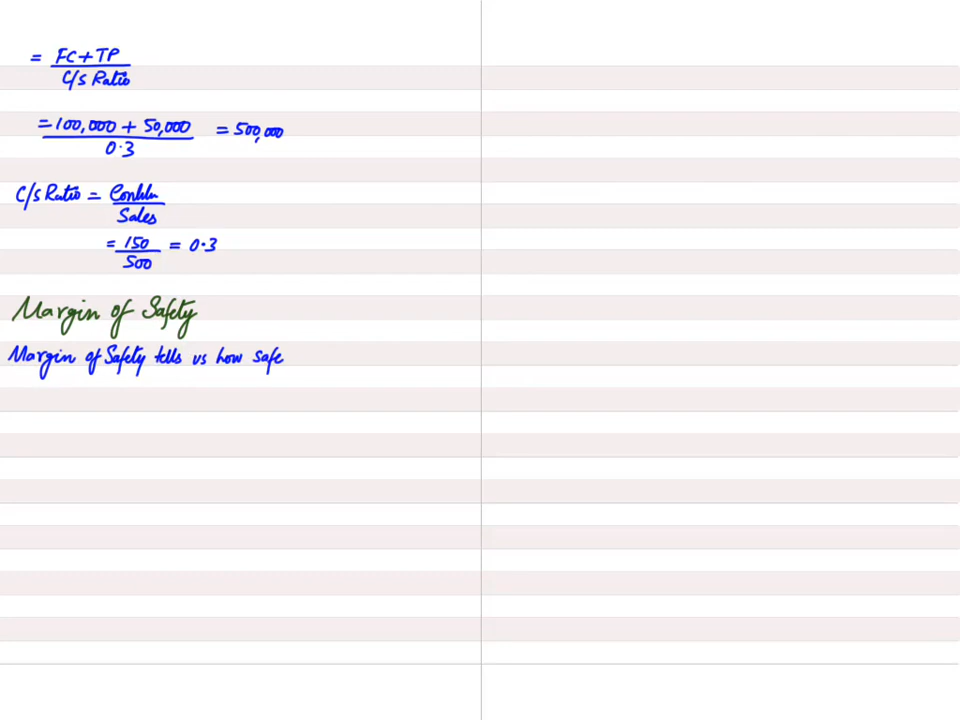 = FC + TP
C/S Ratio
= 100,000 + 50,000 = 500,000
0.3
C/S Ratio =
Sales
= 150 = 0.3
500
Margin of Safety
Margin of Safety tells us how safe